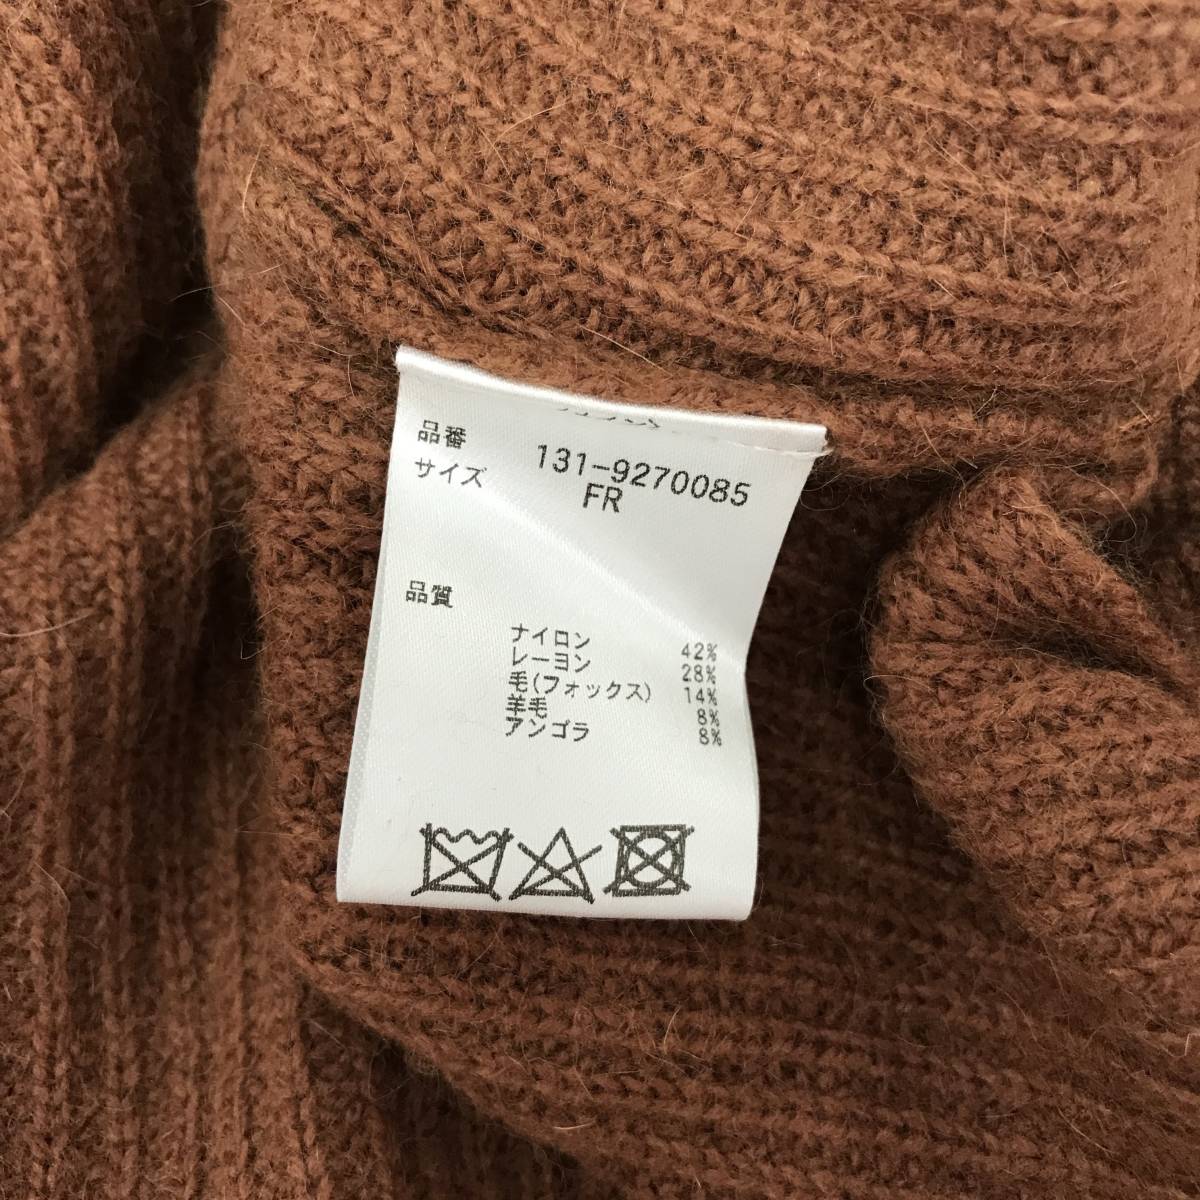 品番 131-9270085
サイズ FR
品質
ナイロン 42%
レーヨン 28%
毛(フォックス) 14%
羊毛 8%
アンゴラ 8%